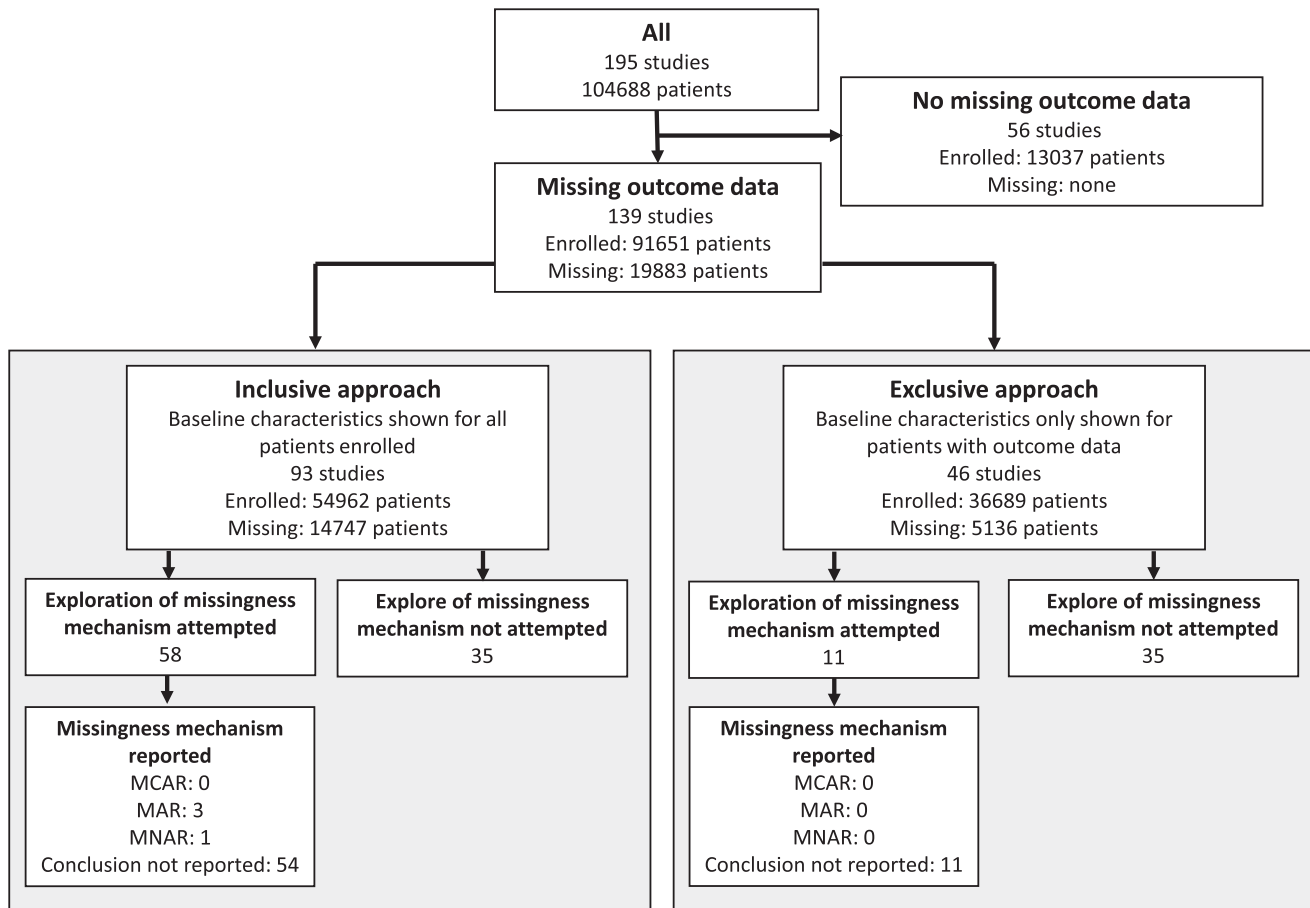 All
195 studies
104688 patients
No missing outcome data
56 studies
Enrolled: 13037 patients
Missing: none
Missing outcome data
139 studies
Enrolled: 91651 patients
Missing: 19883 patients
Inclusive approach
Baseline characteristics shown for all
patients enrolled
93 studies
Enrolled: 54962 patients
Missing: 14747 patients
Exploration of missingness
mechanism attempted
58
Explore of missingness
mechanism not attempted
35
Missingness mechanism
reported
MCAR: 0
MAR: 3
MNAR: 1
Conclusion not reported: 54
Exclusive approach
Baseline characteristics only shown for
patients with outcome data
46 studies
Enrolled: 36689 patients
Missing: 5136 patients
Exploration of missingness
mechanism attempted
11
Explore of missingness
mechanism not attempted
35
Missingness mechanism
reported
MCAR: 0
MAR: 0
MNAR: 0
Conclusion not reported: 11